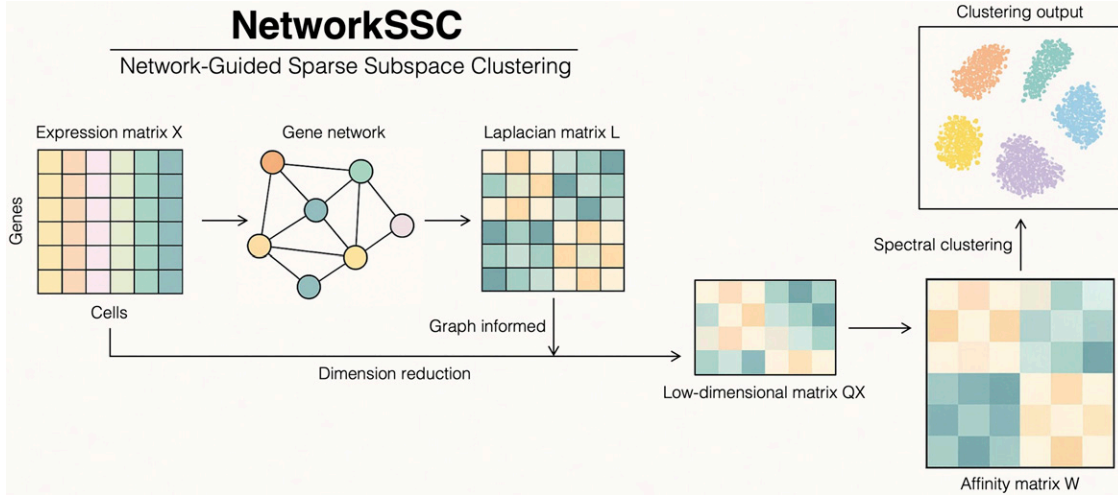 NetworkSSC
Network-Guided Sparse Subspace Clustering
Clustering output
Expression matrix X
Gene network
Laplacian matrix L
Genes
Cells
Graph informed
Dimension reduction
Low-dimensional matrix QX
Spectral clustering
Affinity matrix W